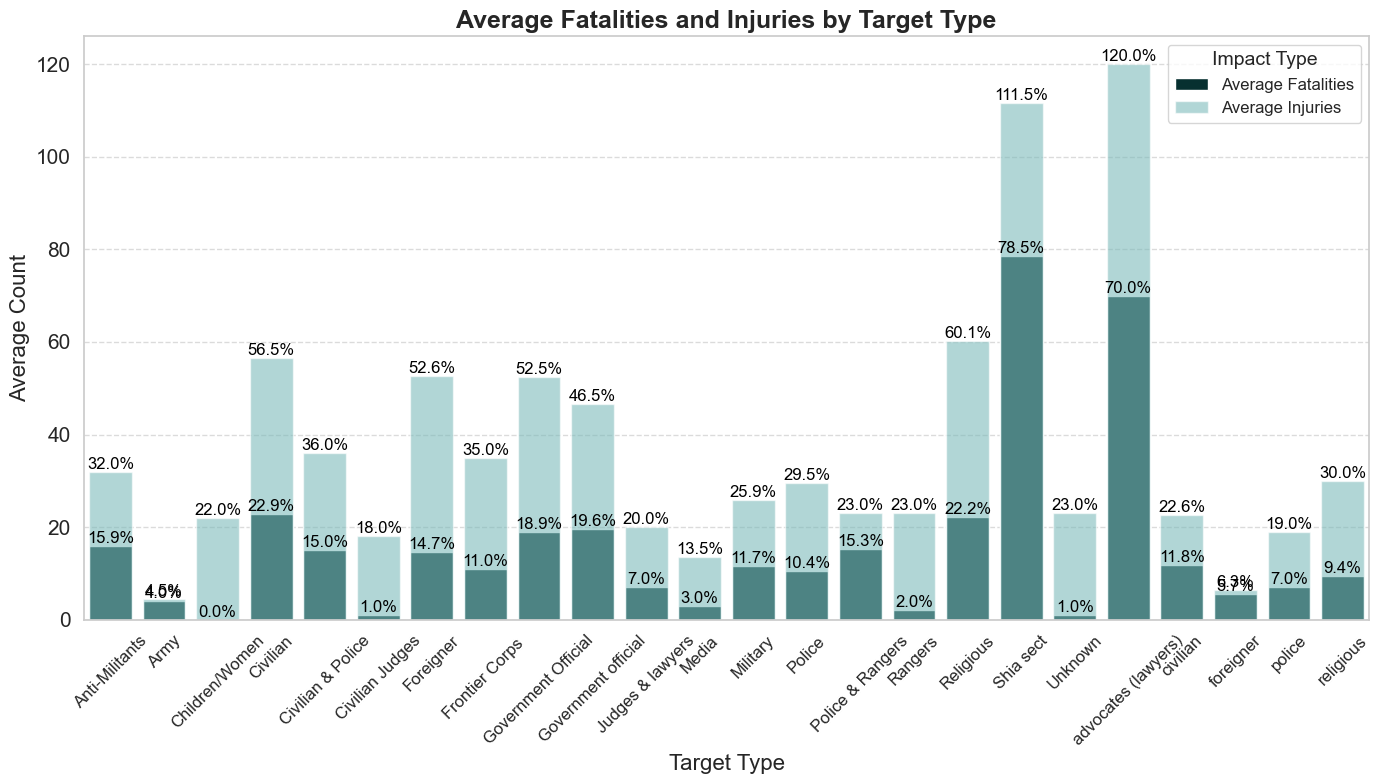 Average Fatalities and Injuries by Target Type
Impact Type
Average Fatalities
Average Injuries
Average Count
120
100
80
60
40
20
0
32.0%
15.9%
4.5%
4.0%
22.0%
0.0%
56.5%
22.9%
36.0%
15.0%
18.0%
1.0%
52.6%
14.7%
35.0%
11.0%
52.5%
18.9%
46.5%
19.6%
20.0%
7.0%
13.5%
3.0%
25.9%
11.7%
29.5%
10.4%
23.0%
15.3%
23.0%
2.0%
60.1%
22.2%
111.5%
78.5%
23.0%
1.0%
120.0%
70.0%
22.6%
11.8%
6.3%
5.7%
19.0%
7.0%
30.0%
9.4%
Anti-Militants
Army
Children/Women
Civilian
Civilian & Police
Civilian Judges
Foreigner
Frontier Corps
Government Official
Government official
Judges & lawyers
Media
Military
Police
Police & Rangers
Rangers
Religious
Shia sect
Unknown
advocates (lawyers)
civilian
foreigner
police
religious
Target Type